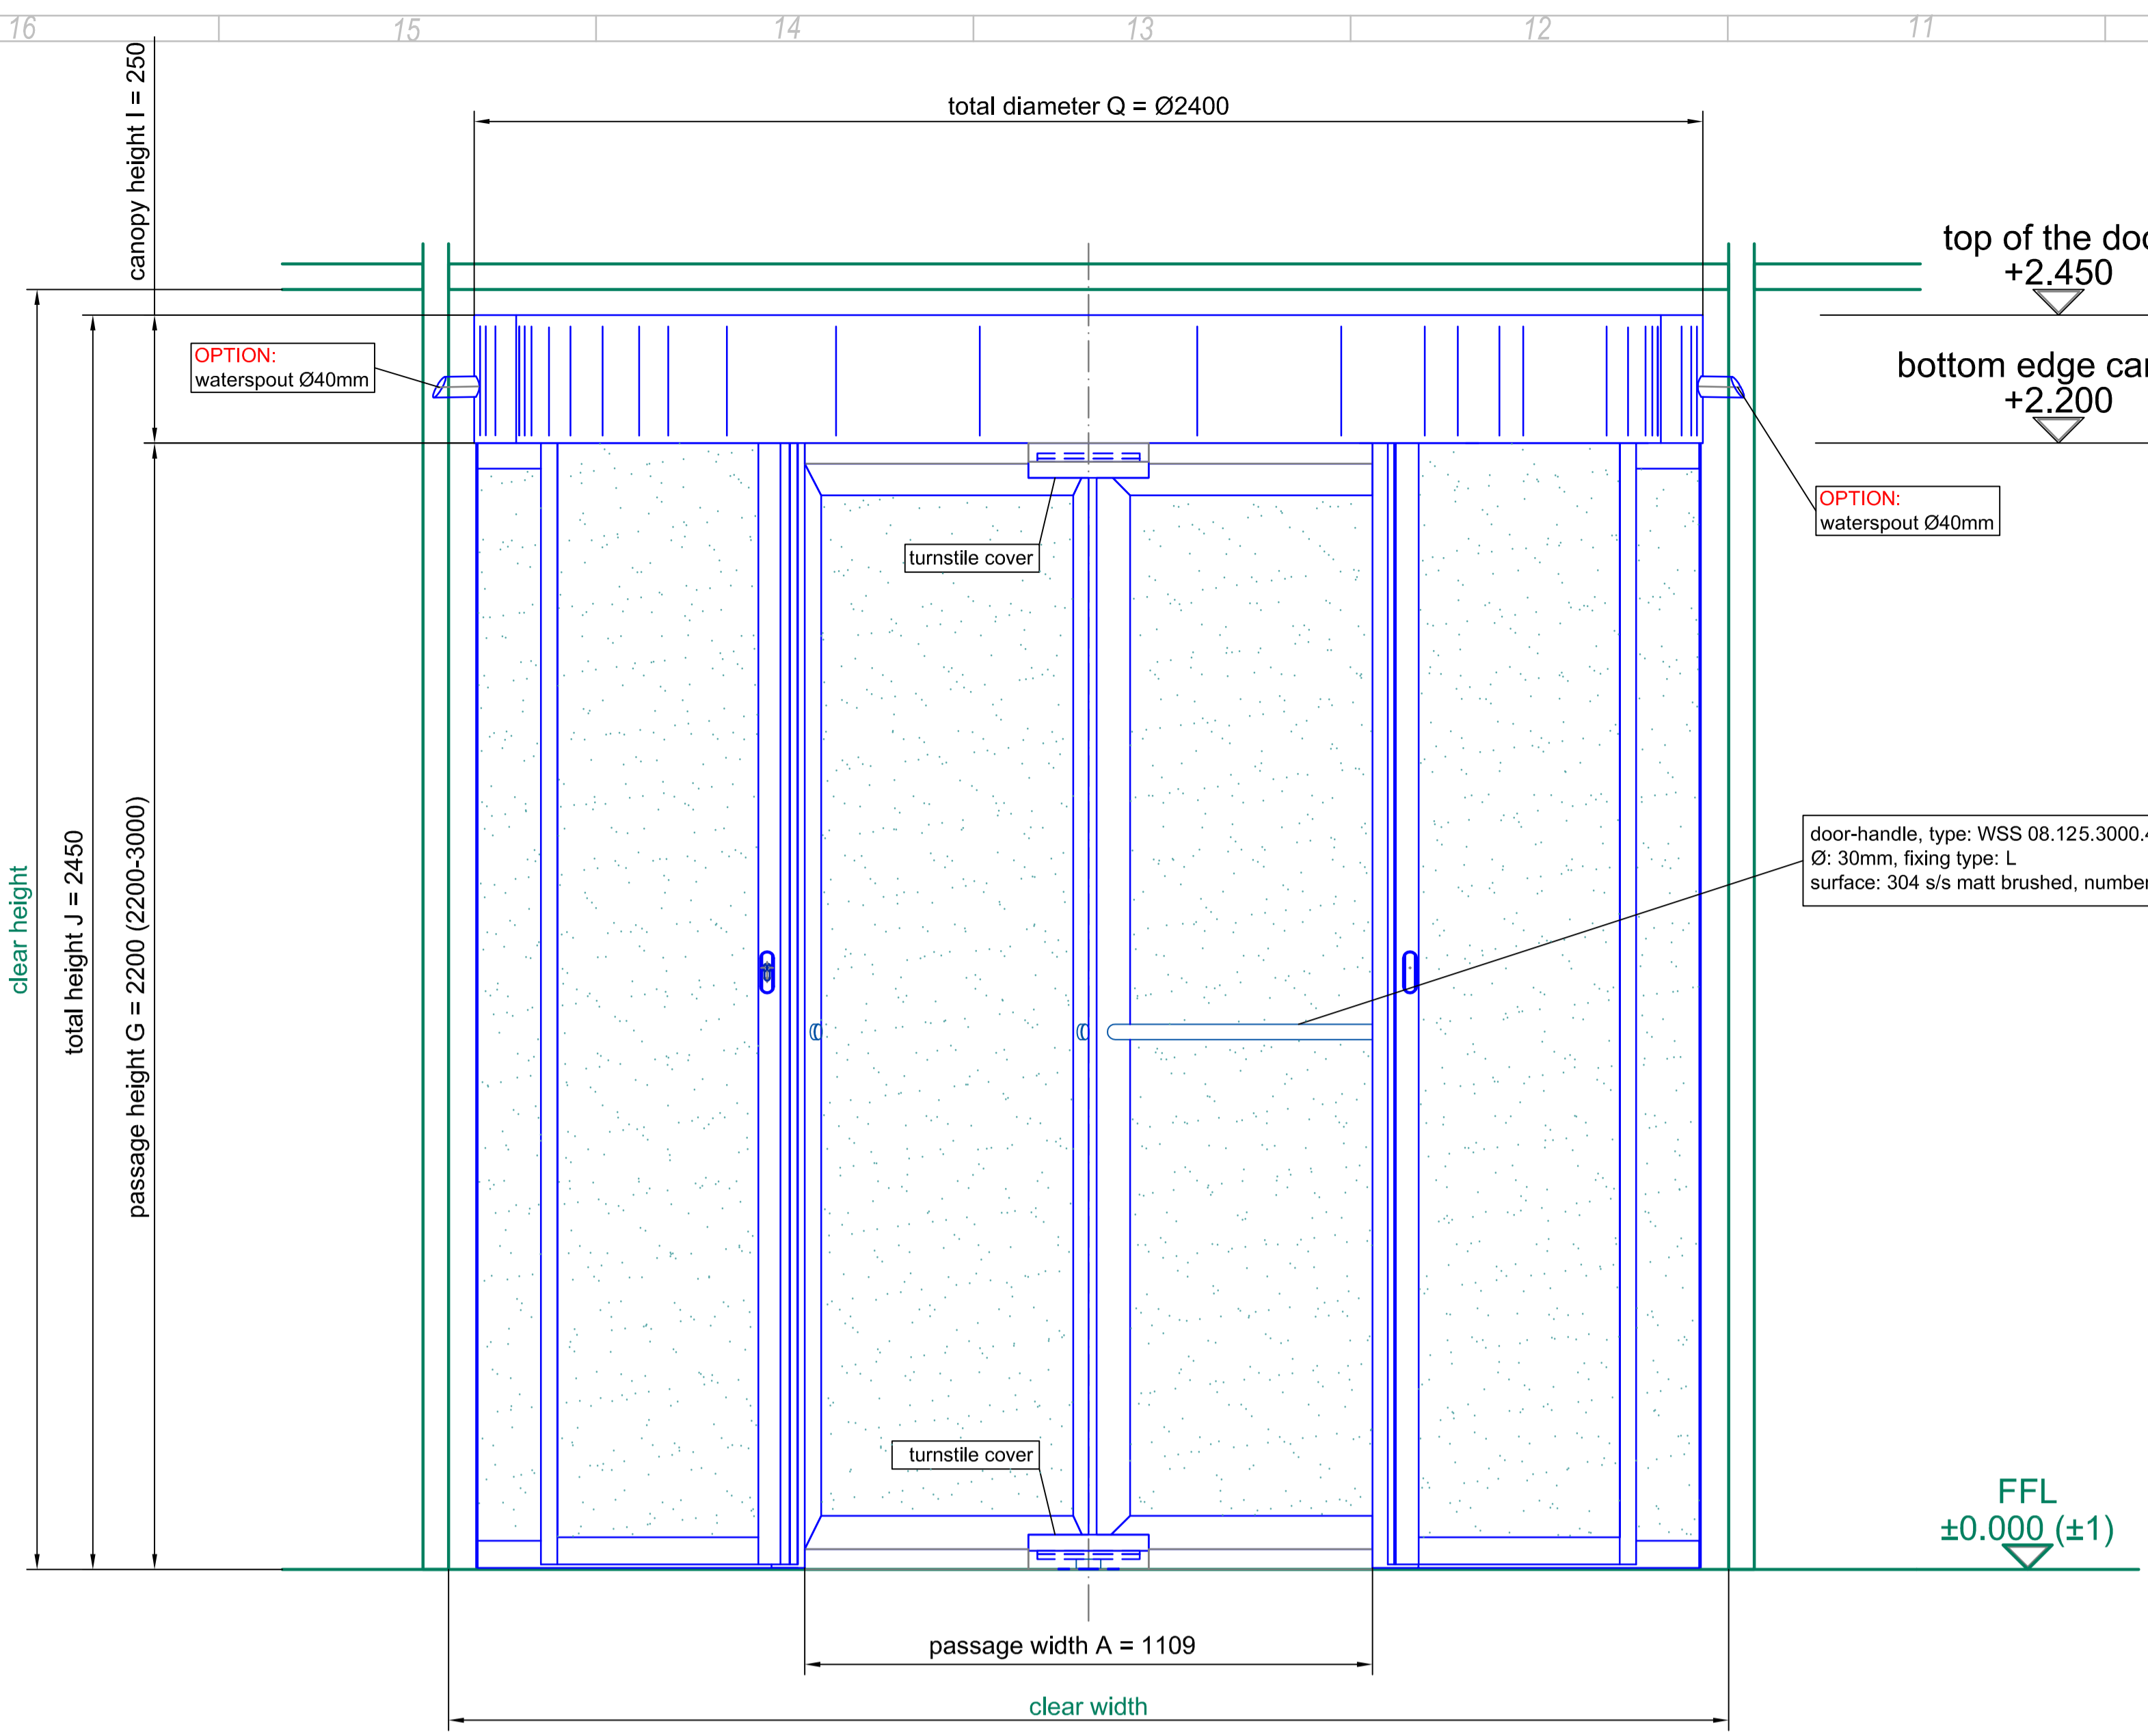 16 15 14 13 12 11
canopy height I = 250
total diameter Q = Ø2400
top of the doo
+2.450
OPTION:
waterspout Ø40mm
bottom edge can
+2.200
OPTION:
waterspout Ø40mm
turnstile cover
door-handle, type: WSS 08.125.3000.4
Ø: 30mm, fixing type: L
surface: 304 s/s matt brushed, number
clear height
total height J = 2450
passage height G = 2200 (2200-3000)
turnstile cover
FFL
±0.000 (±1)
passage width A = 1109
clear width